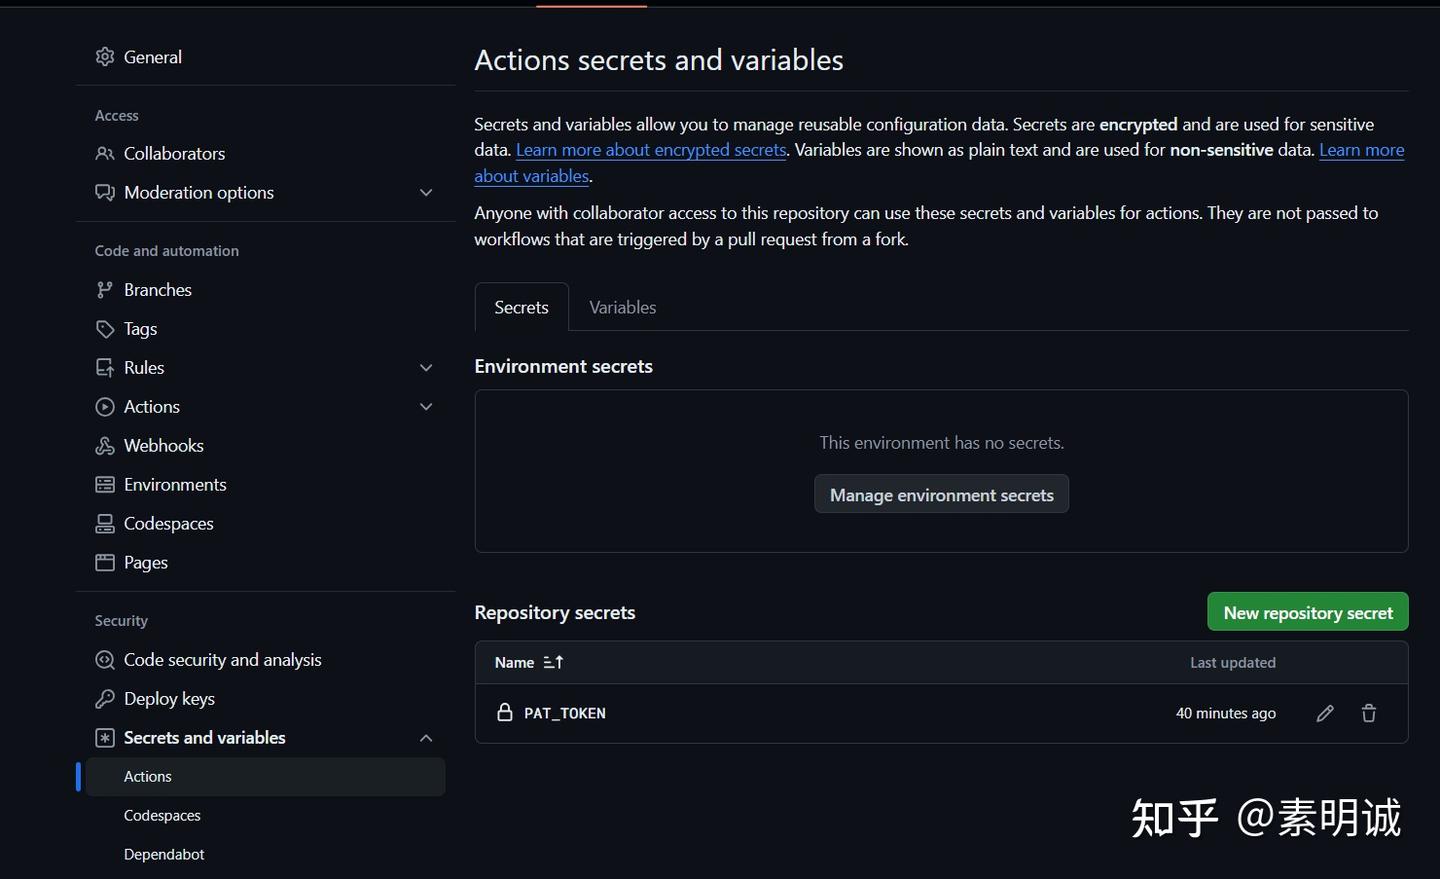 General
Access
Collaborators
Moderation options
Code and automation
Branches
Tags
Rules
Actions
Webhooks
Environments
Codespaces
Pages
Security
Code security and analysis
Deploy keys
Secrets and variables
Actions
Codespaces
Dependabot
Actions secrets and variables
Secrets and variables allow you to manage reusable configuration data. Secrets are encrypted and are used for sensitive
data. Learn more about encrypted secrets. Variables are shown as plain text and are used for non-sensitive data. Learn more
about variables.
Anyone with collaborator access to this repository can use these secrets and variables for actions. They are not passed to
workflows that are triggered by a pull request from a fork.
Secrets Variables
Environment secrets
This environment has no secrets.
Manage environment secrets
Repository secrets New repository secret
Name Last updated
PAT_TOKEN 40 minutes ago
知乎 @素明诚